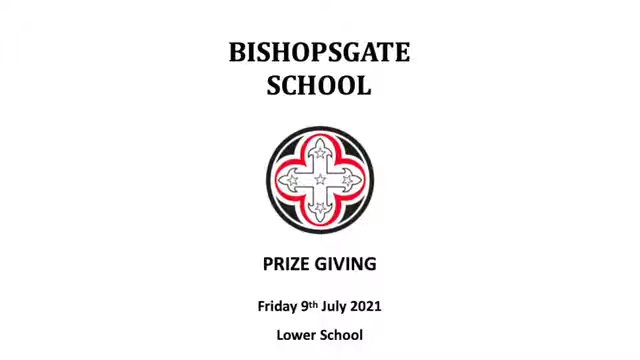 BISHOPSGATE
SCHOOL
PRIZE GIVING
Friday 9th July 2021
Lower School